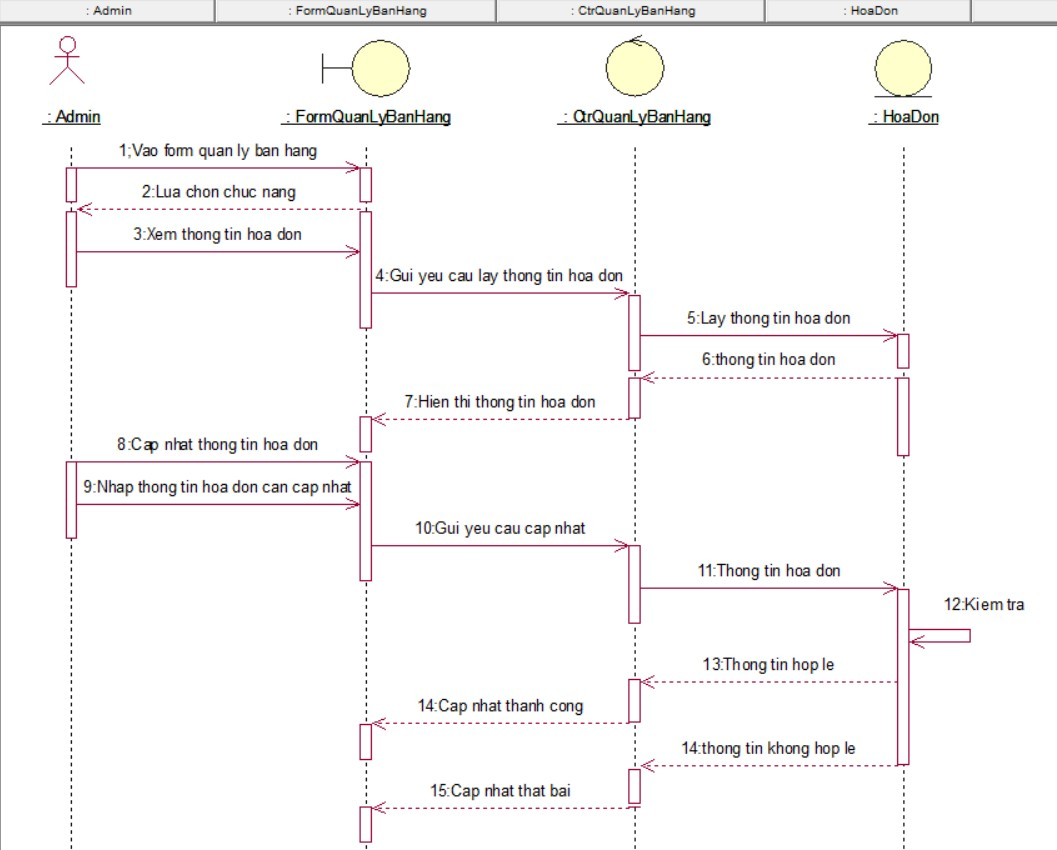 : Admin
: FormQuanLyBanHang
: CtrQuanLyBanHang
: HoaDon
: Admin
: FormQuanLyBanHang
: CtrQuanLyBanHang
: HoaDon
1;Vao form quan ly ban hang
2:Lua chon chuc nang
3:Xem thong tin hoa don
4:Gui yeu cau lay thong tin hoa don
5:Lay thong tin hoa don
6:thong tin hoa don
7:Hien thi thong tin hoa don
8:Cap nhat thong tin hoa don
9:Nhap thong tin hoa don can cap nhat
10:Gui yeu cau cap nhat
11:Thong tin hoa don
12:Kiem tra
13:Thong tin hop le
14:Cap nhat thanh cong
14:thong tin khong hop le
15:Cap nhat that bai